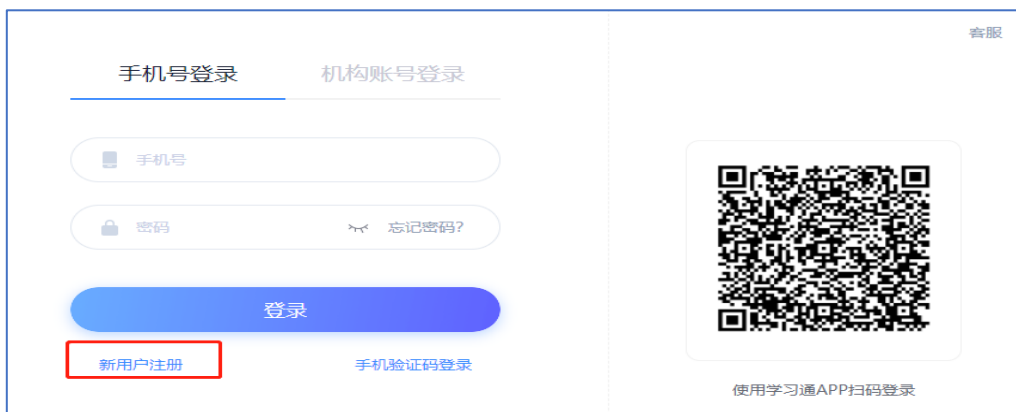 客服
手机号登录 机构账号登录
手机号
密码 忘记密码?
登录
新用户注册 手机验证码登录
使用学习通APP扫码登录